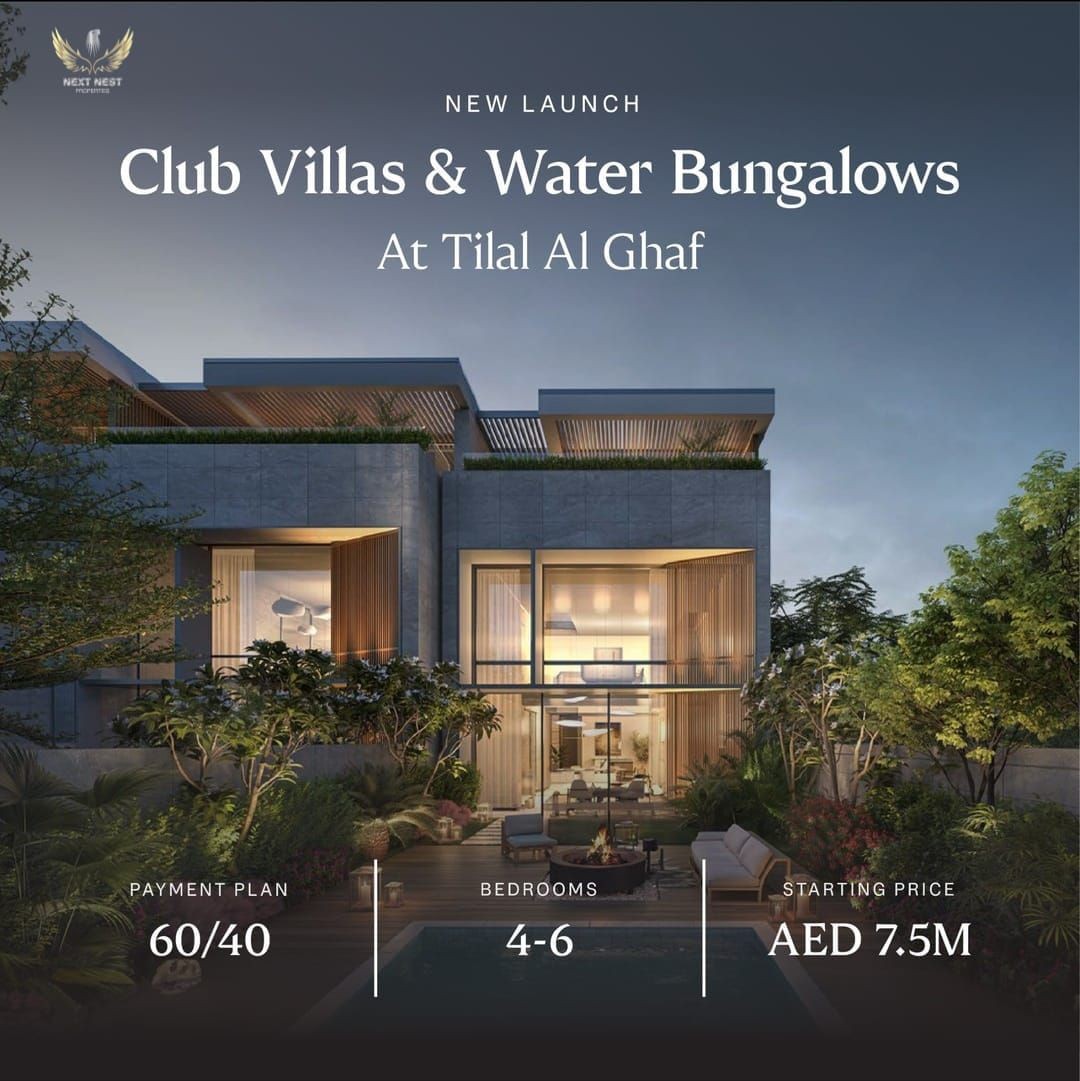 NEXT NEST
PROPERTIES
NEW LAUNCH
Club Villas & Water Bungalows
At Tilal Al Ghaf
PAYMENT PLAN
60/40
BEDROOMS
4-6
STARTING PRICE
AED 7.5M